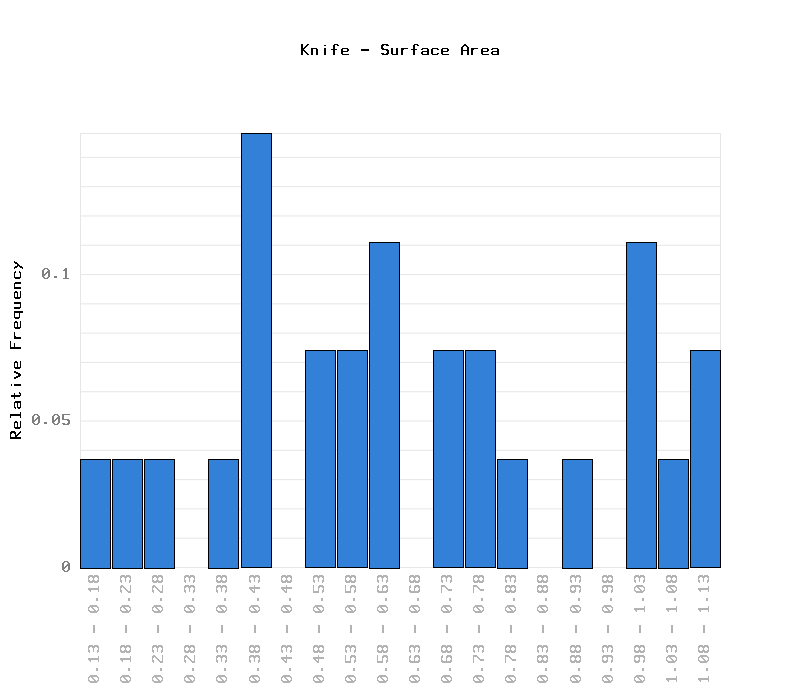 Knife - Surface Area
Relative Frequency
0.1
0.05
0
0.13 - 0.18
0.18 - 0.23
0.23 - 0.28
0.28 - 0.33
0.33 - 0.38
0.38 - 0.43
0.43 - 0.48
0.48 - 0.53
0.53 - 0.58
0.58 - 0.63
0.63 - 0.68
0.68 - 0.73
0.73 - 0.78
0.78 - 0.83
0.83 - 0.88
0.88 - 0.93
0.93 - 0.98
0.98 - 1.03
1.03 - 1.08
1.08 - 1.13